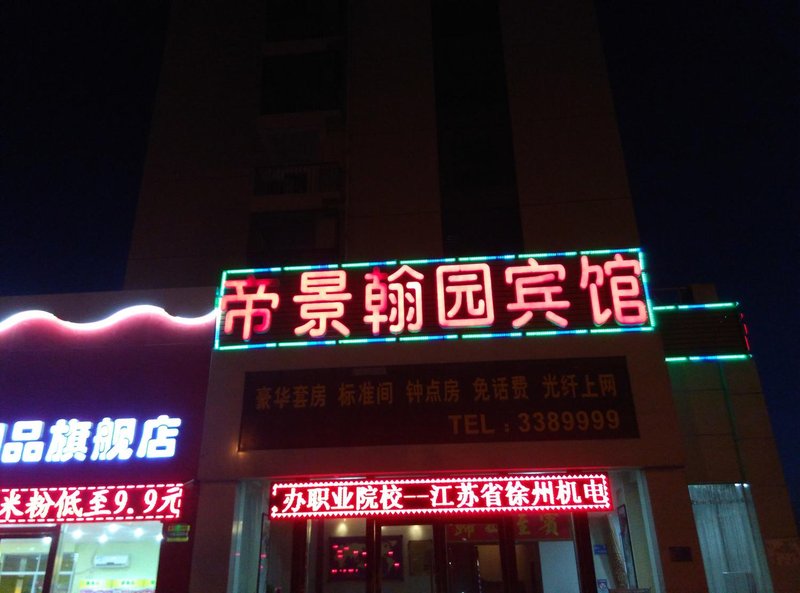 帝景翰园宾馆
豪华套房 标准间 钟点房 免话费 光纤上网
TEL：3389999
品旗舰店
米粉低至9.9元
办职业院校—江苏省徐州机电